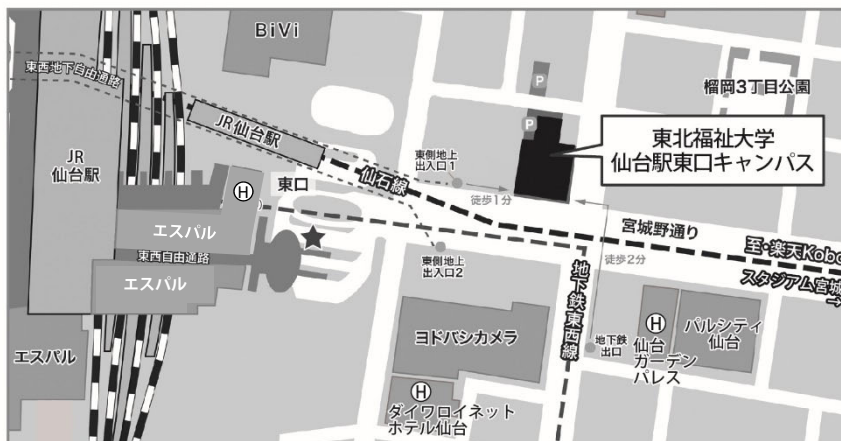 BiVi
P
P
榴岡3丁目公園
東西地下自由通路
JR仙台駅
東北福祉大学
仙台駅東口キャンパス
JR
仙台駅
東側地上
出入口1
仙石線
H
東口
徒歩1分
宮城野通り
エスパル
東西自由通路
東側地上
出入口2
至・楽天Kobo
スタジアム宮城
徒歩2分
エスパル
地下鉄東西線
ヨドバシカメラ
地下鉄
出口
H
仙台
ガーデン
パレス
パルシティ
仙台
エスパル
H
ダイワロイネット
ホテル仙台